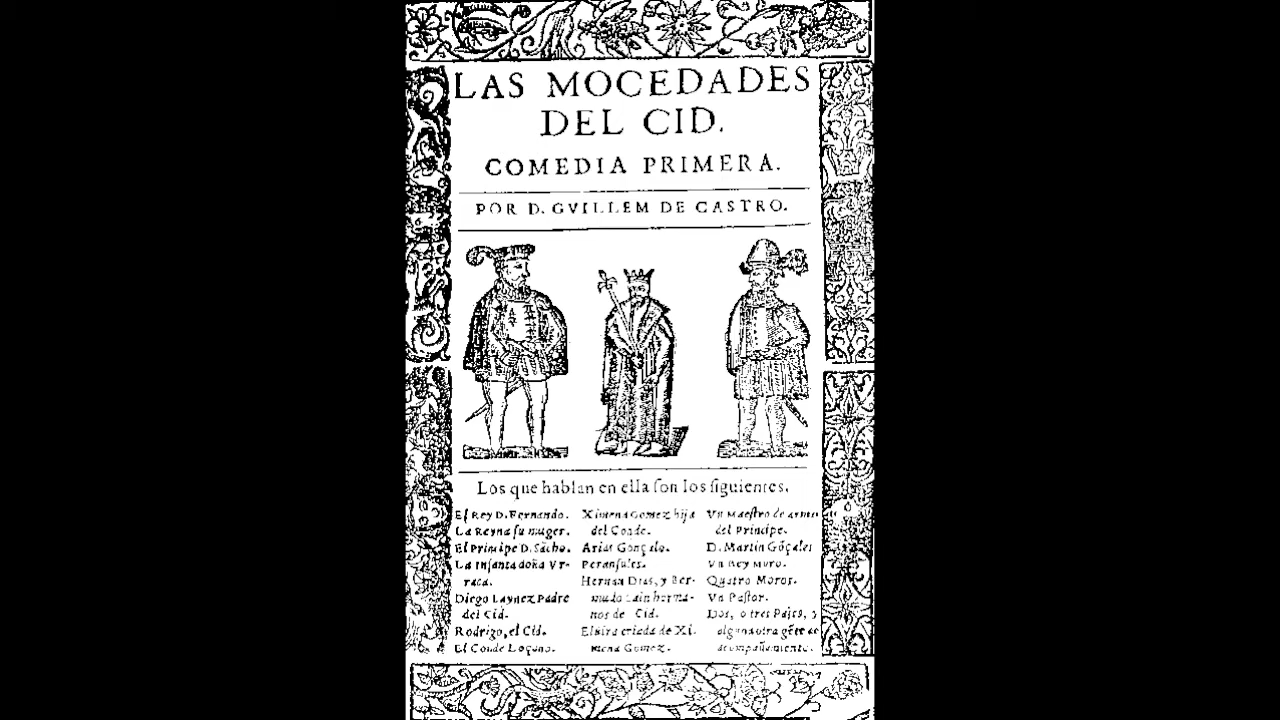 LAS MOCEDADES
DEL CID.
COMEDIA PRIMERA.
POR D. GVILLEM DE CASTRO.
Los que hablan en ella ſon los ſiguientes.
El Rey D. Fernando.
La Reyna ſu muger.
El Principe D. Sãcho.
La Infanta doña Vr-
raca.
Diego Laynez Padre
del Cid.
Rodrigo, el Cid.
El Conde Loçano.
Ximena Gomez hija
del Conde.
Arias Gonçalo.
Peranſules.
Hernan Dias, y Ber-
mudo Lain herma-
nos de Cid.
Elvira criada de Xi-
mena Gomez.
Vn Maeſtro de armas
del Principe.
D. Martin Gõçales
Vn Rey Moro.
Quatro Moros.
Vn Paſtor.
Dos, o tres Pajes, y
alguna otra gẽte de
acompañamiento.